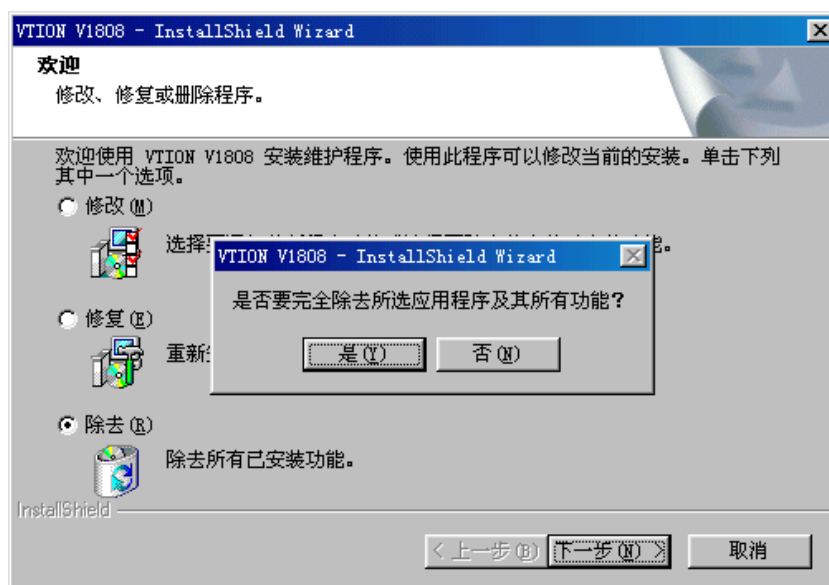 VTION V1808 - InstallShield Wizard
欢迎
修改、修复或删除程序。
欢迎使用 VTION V1808 安装维护程序。使用此程序可以修改当前的安装。单击下列
其中一个选项。
修改(M)
选择
能。
VTION V1808 - InstallShield Wizard
是否要完全除去所选应用程序及其所有功能?
是(Y)
否(N)
修复(E)
重新
除去(R)
除去所有已安装功能。
InstallShield
< 上一步(B)
下一步(N) >
取消